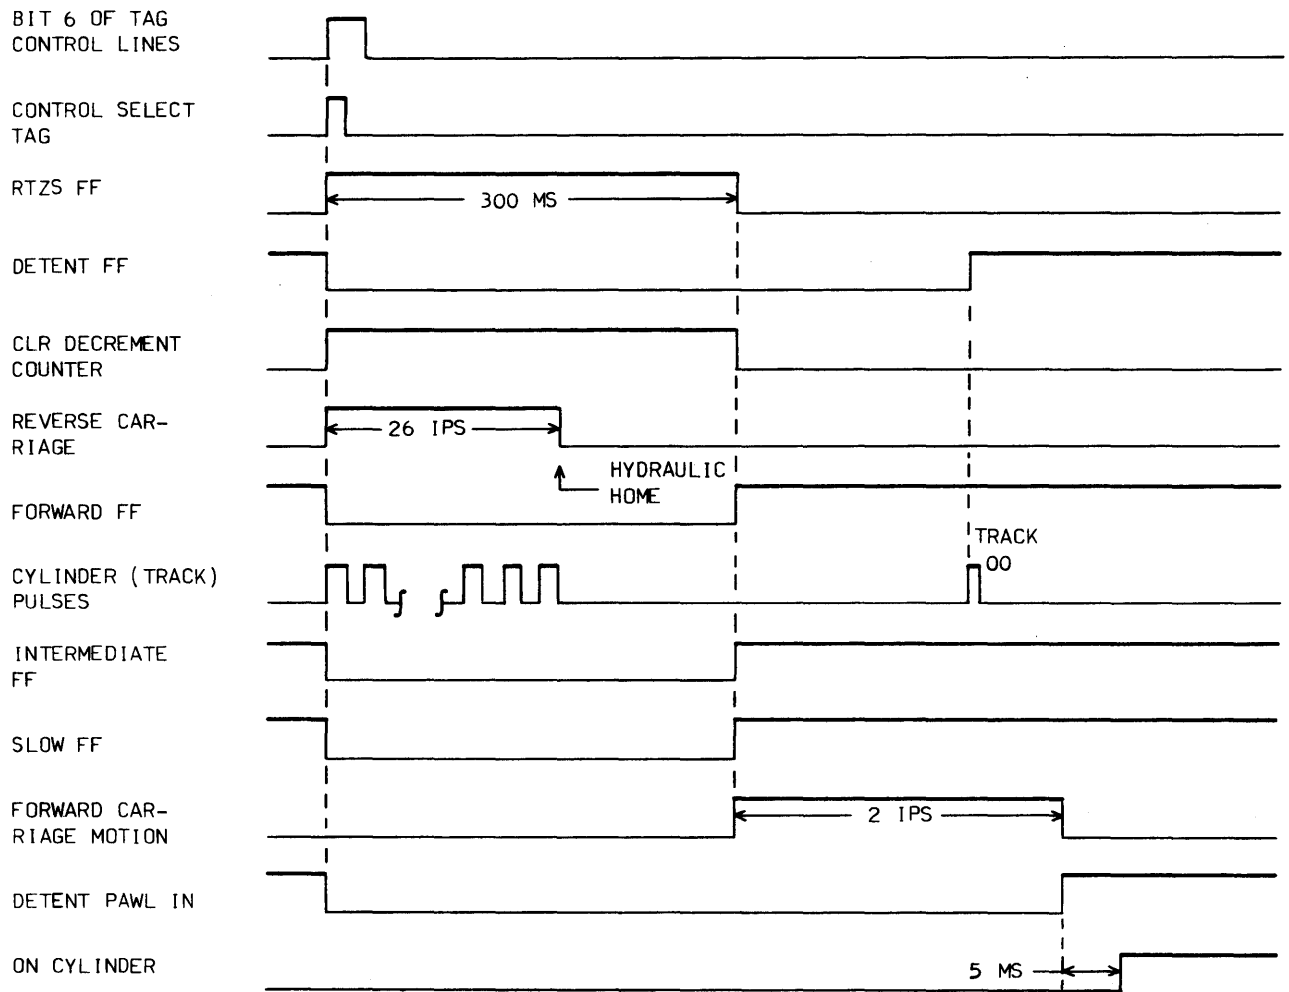 BIT 6 OF TAG
CONTROL LINES
CONTROL SELECT
TAG
RTZS FF
300 MS
DETENT FF
CLR DECREMENT
COUNTER
REVERSE CAR-
RIAGE
26 IPS
HYDRAULIC
HOME
FORWARD FF
TRACK
00
CYLINDER (TRACK)
PULSES
INTERMEDIATE
FF
SLOW FF
FORWARD CAR-
RIAGE MOTION
2 IPS
DETENT PAWL IN
ON CYLINDER
5 MS